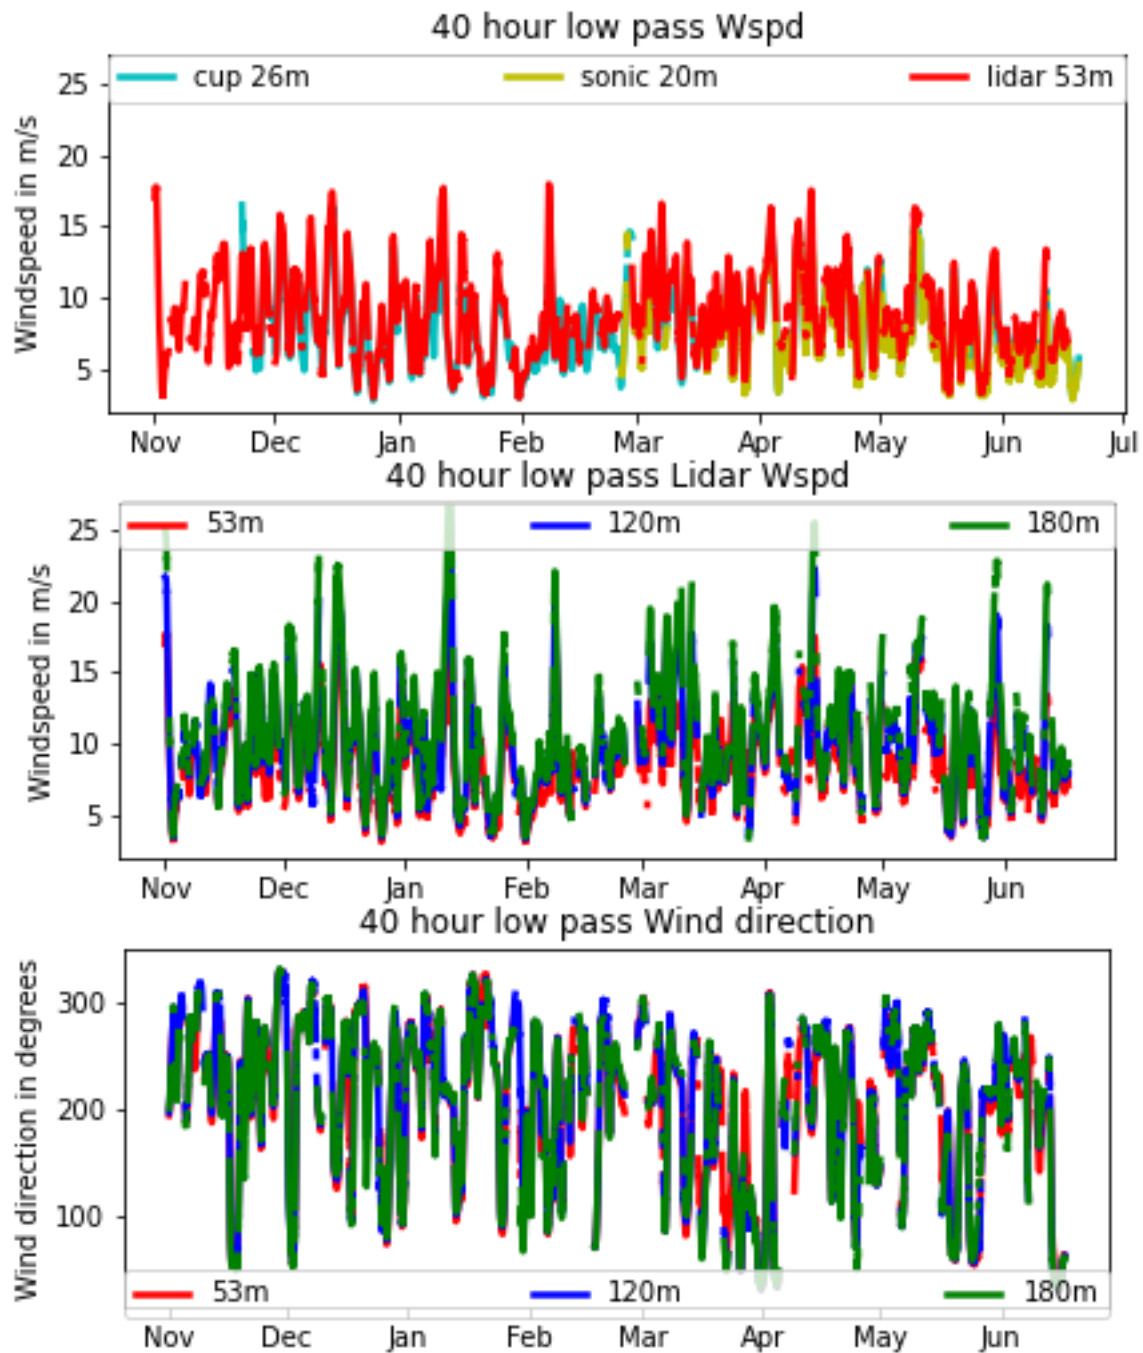 40 hour low pass Wspd
cup 26m sonic 20m lidar 53m
Windspeed in m/s
25
20
15
10
5
Nov Dec Jan Feb Mar Apr May Jun Jul
40 hour low pass Lidar Wspd
53m 120m 180m
Windspeed in m/s
25
20
15
10
5
Nov Dec Jan Feb Mar Apr May Jun
40 hour low pass Wind direction
Wind direction in degrees
300
200
100
53m 120m 180m
Nov Dec Jan Feb Mar Apr May Jun